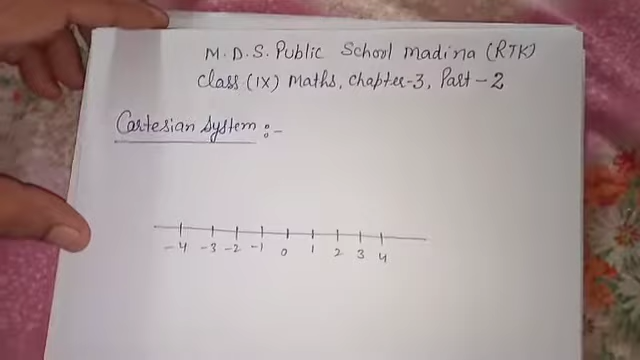 M.D.S. Public School Madina (RTK)
Class (IX) Maths, Chapter-3, Part-2
Cartesian System :-
-4 -3 -2 -1 0 1 2 3 4